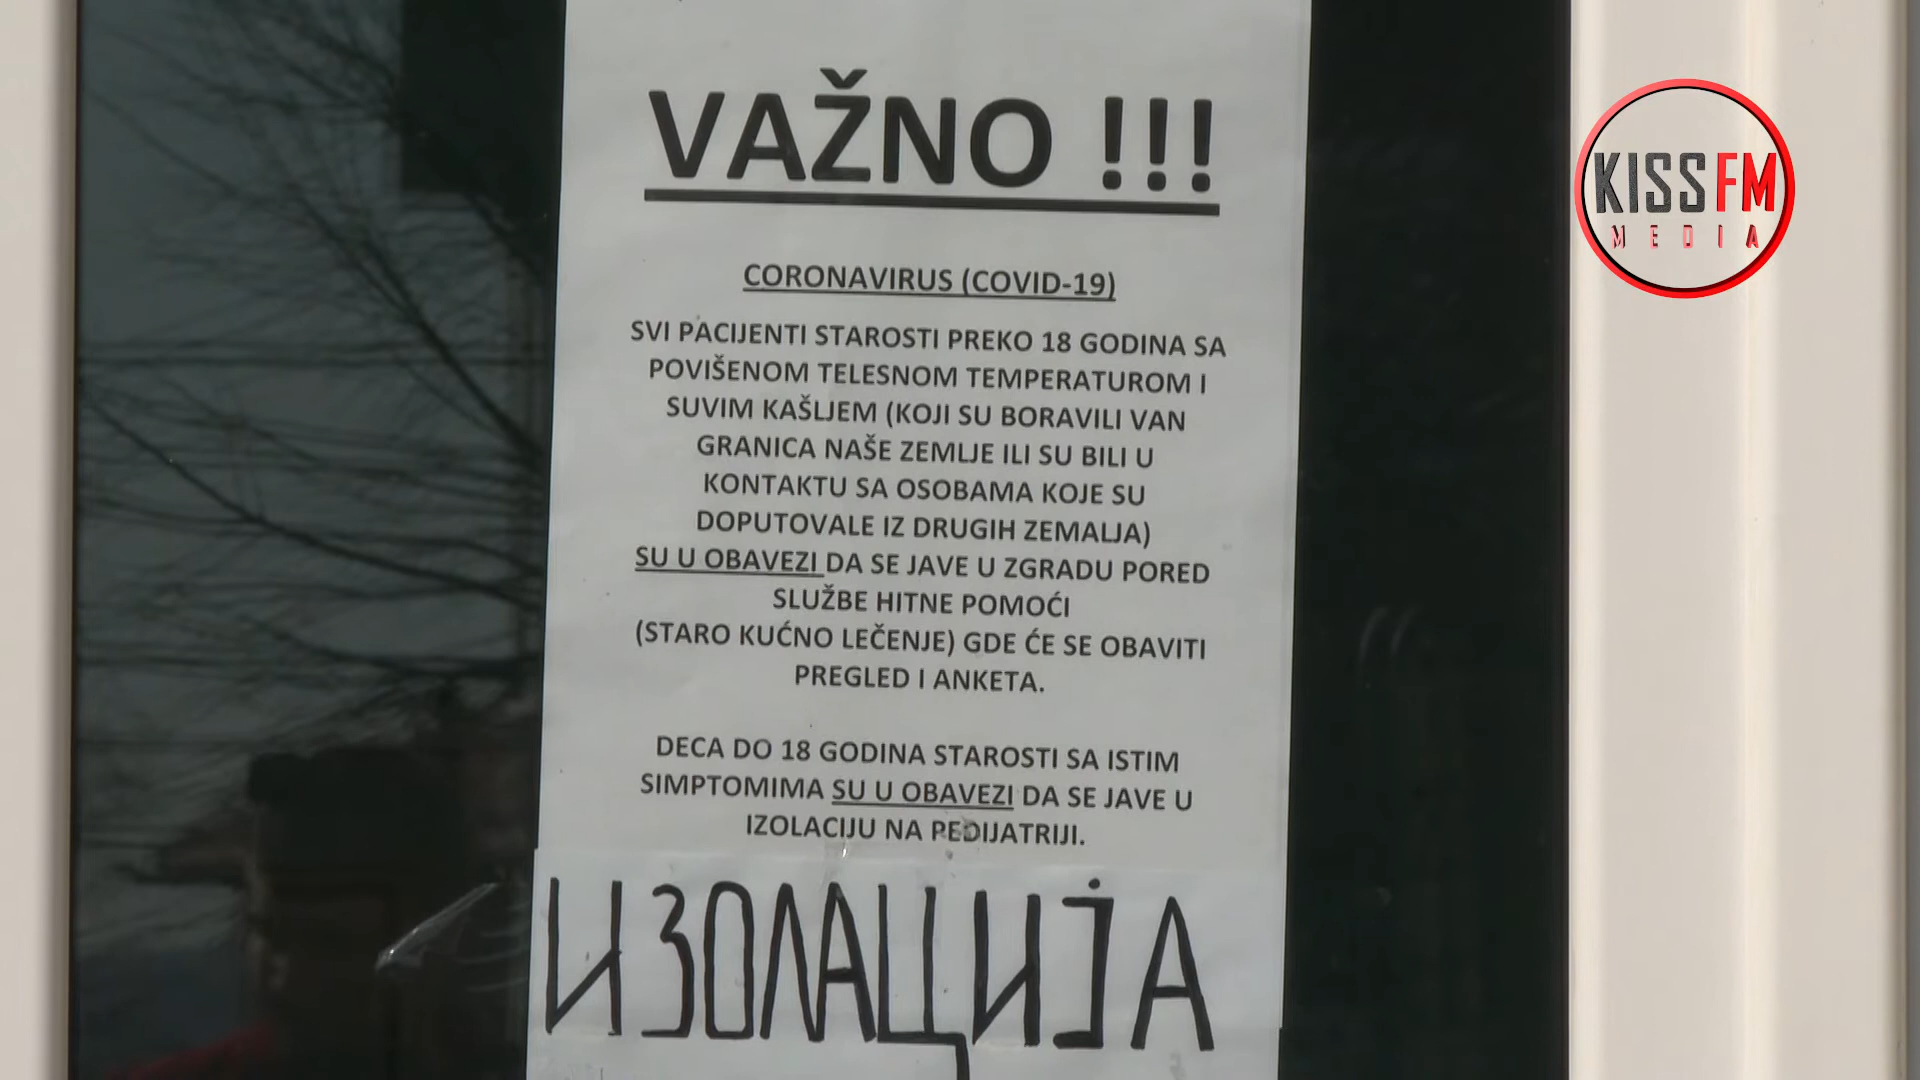 VAŽNO !!!
CORONAVIRUS (COVID-19)
SVI PACIJENTI STAROSTI PREKO 18 GODINA SA
POVIŠENOM TELESNOM TEMPERATUROM I
SUVIM KAŠLJEM (KOJI SU BORAVILI VAN
GRANICA NAŠE ZEMLJE ILI SU BILI U
KONTAKTU SA OSOBAMA KOJE SU
DOPUTOVALE IZ DRUGIH ZEMALJA)
SU U OBAVEZI DA SE JAVE U ZGRADU PORED
SLUŽBE HITNE POMOĆI
(STARO KUĆNO LEČENJE) GDE ĆE SE OBAVITI
PREGLED I ANKETA.
DECA DO 18 GODINA STAROSTI SA ISTIM
SIMPTOMIMA SU U OBAVEZI DA SE JAVE U
IZOLACIJU NA PEDIJATRIJI.
ИЗОЛАЦИЈА
KISS FM
MEDIA